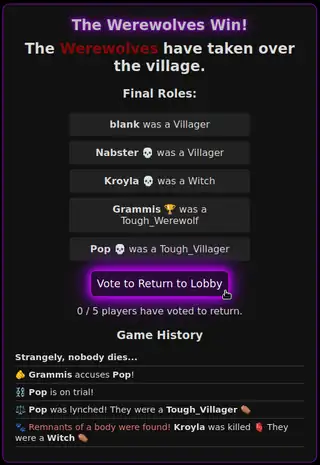 The Werewolves Win!
The Werewolves have taken over
the village.
Final Roles:
blank was a Villager
Nabster 💀 was a Villager
Kroyla 💀 was a Witch
Grammis 🏆 was a
Tough_Werewolf
Pop 💀 was a Tough_Villager
Vote to Return to Lobby
0 / 5 players have voted to return.
Game History
Strangely, nobody dies...
🫵 Grammis accuses Pop!
⛓️ Pop is on trial!
⚖️ Pop was lynched! They were a Tough_Villager ⚰️
🐾 Remnants of a body were found! Kroyla was killed 🫀 They
were a Witch ⚰️